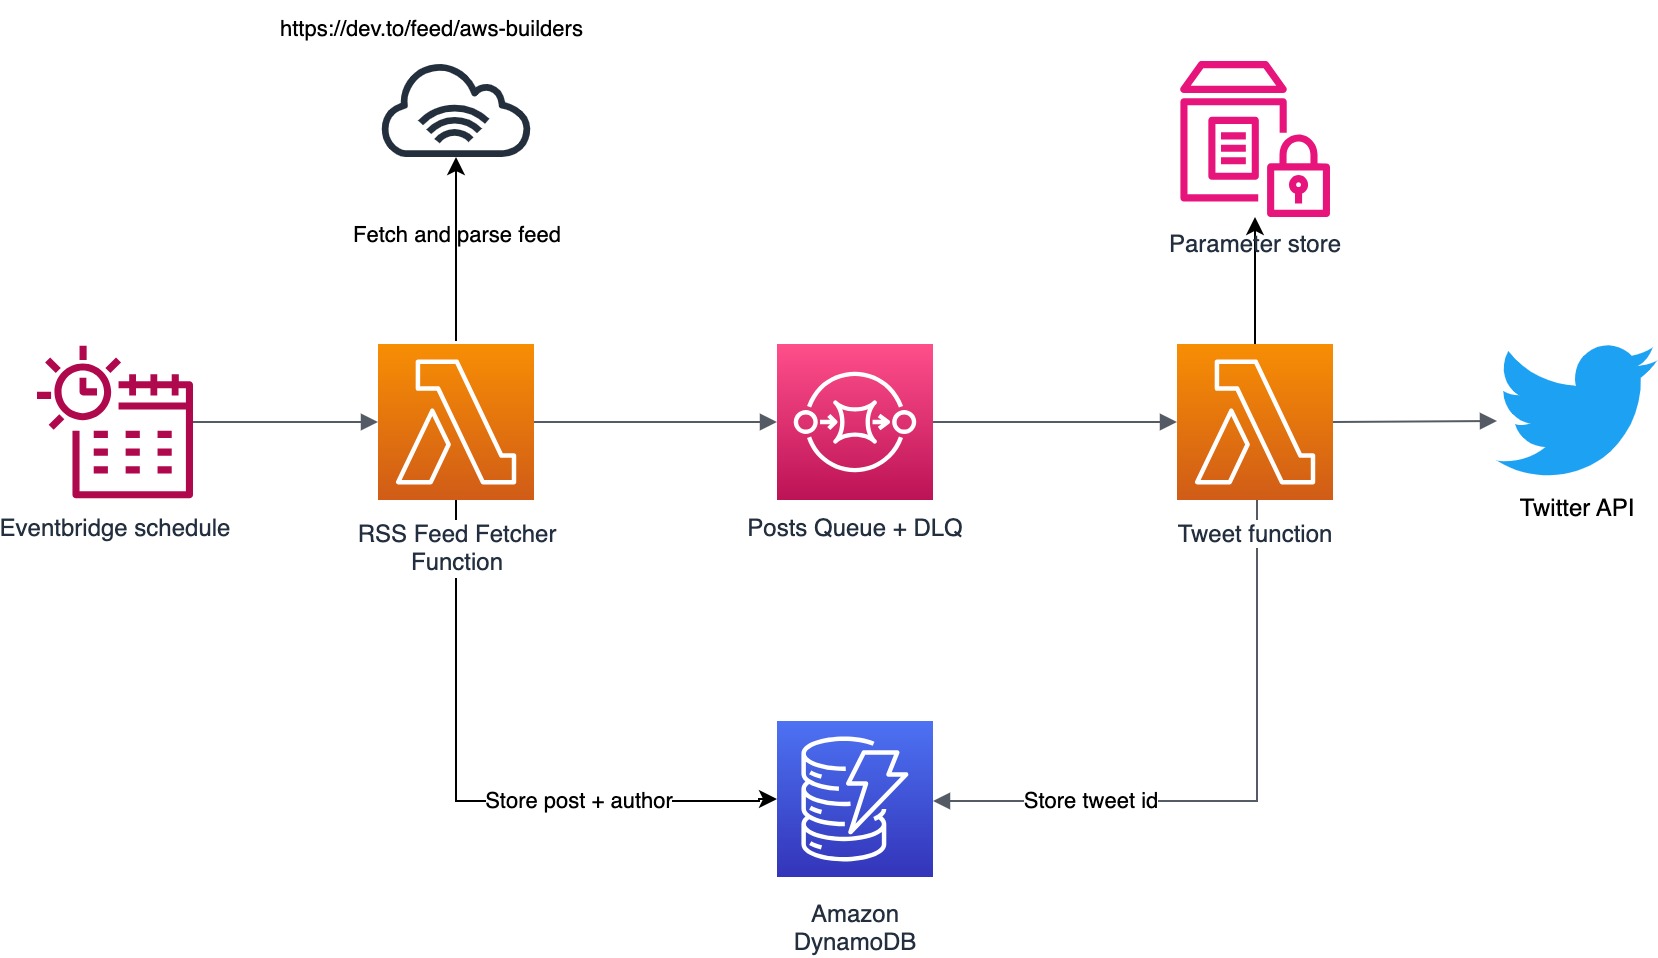 https://dev.to/feed/aws-builders
Fetch and parse feed
Parameter store
Eventbridge schedule
RSS Feed Fetcher
Function
Posts Queue + DLQ
Tweet function
Twitter API
Store post + author
Store tweet id
Amazon
DynamoDB